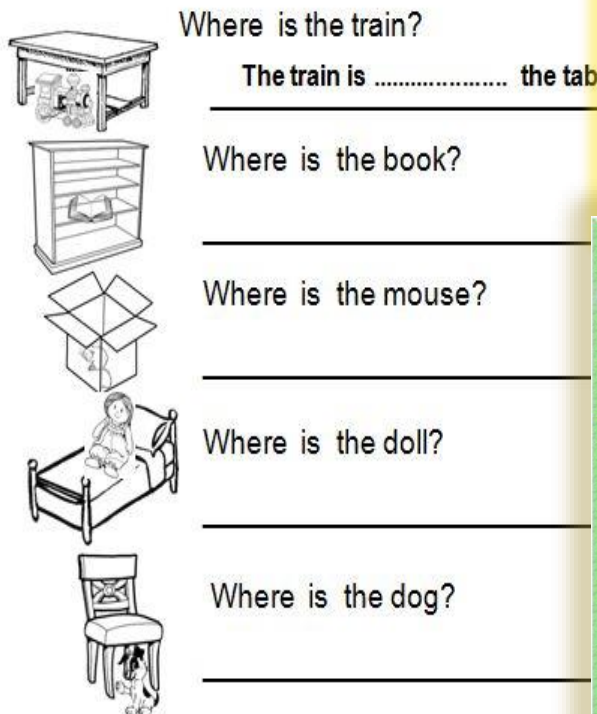 Where is the train?
The train is ..................... the tab
Where is the book?
Where is the mouse?
Where is the doll?
Where is the dog?